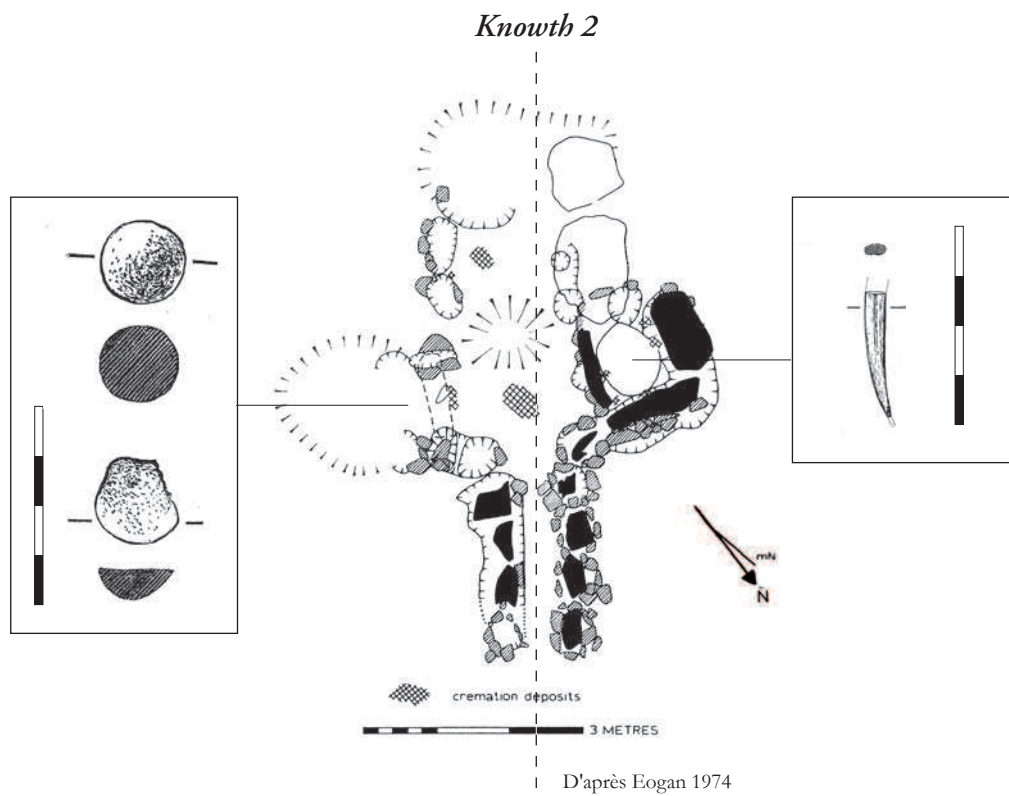 Knowth 2
mN
N
cremation deposits
3 METRES
D'après Eogan 1974